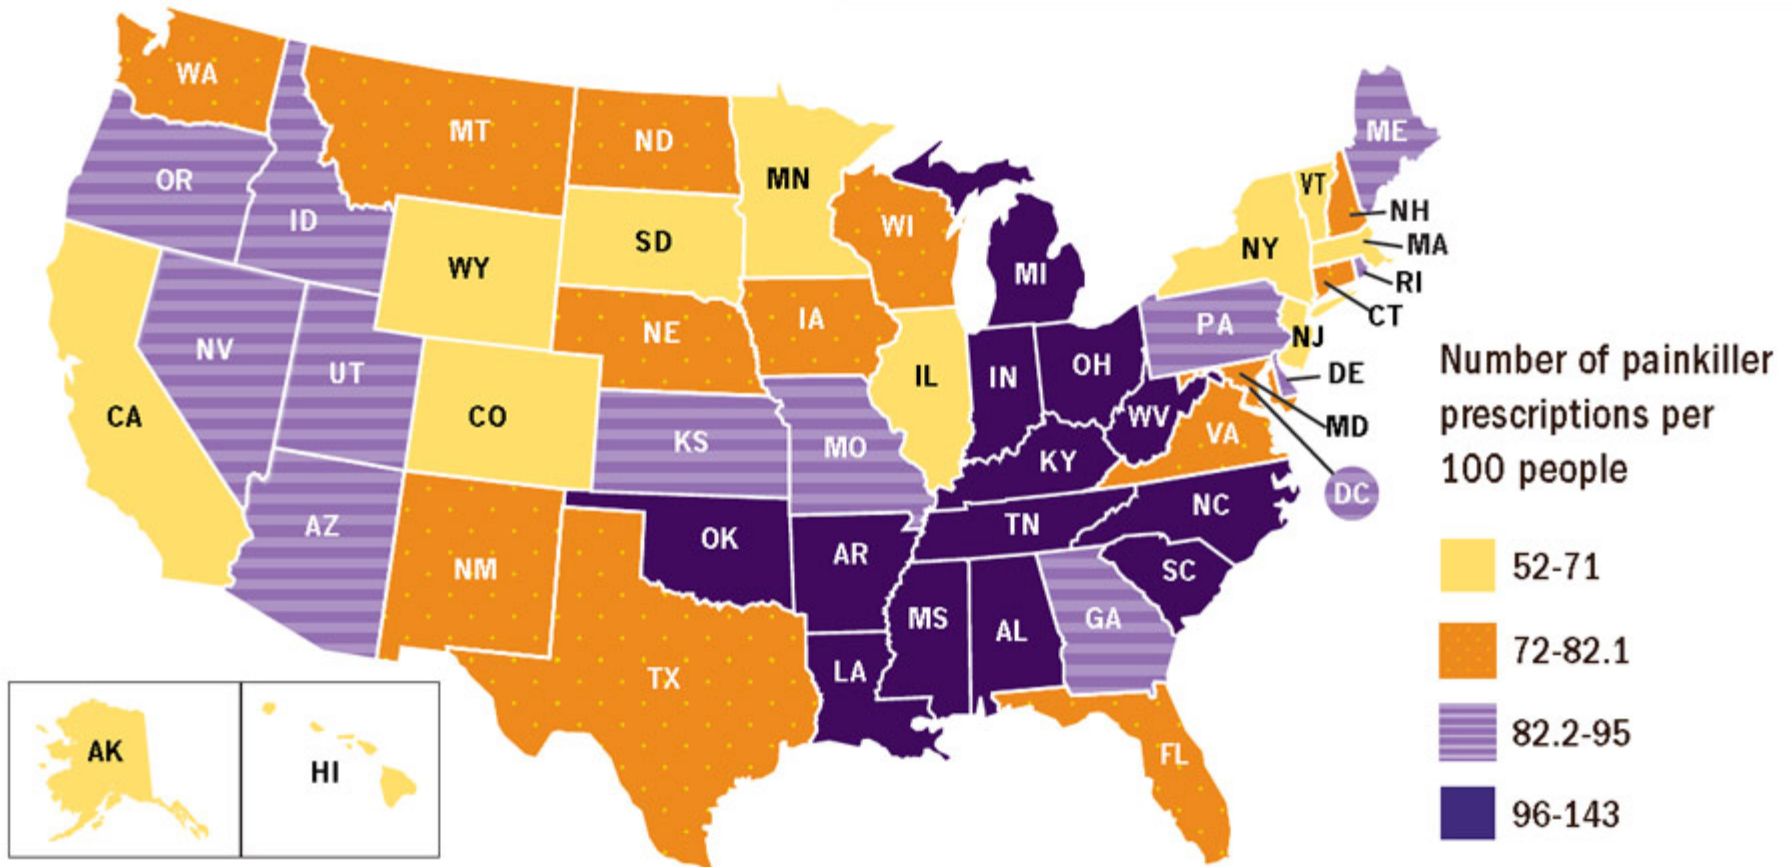 WA
MT
ND
MN
ME
OR
ID
WY
SD
WI
MI
VT
NH
NY
MA
RI
CT
NV
UT
CO
NE
IA
IL
IN
OH
PA
NJ
DE
MD
DC
CA
KS
MO
KY
WV
VA
AZ
NM
OK
AR
TN
NC
SC
TX
LA
MS
AL
GA
FL
AK
HI
Number of painkiller
prescriptions per
100 people
52-71
72-82.1
82.2-95
96-143